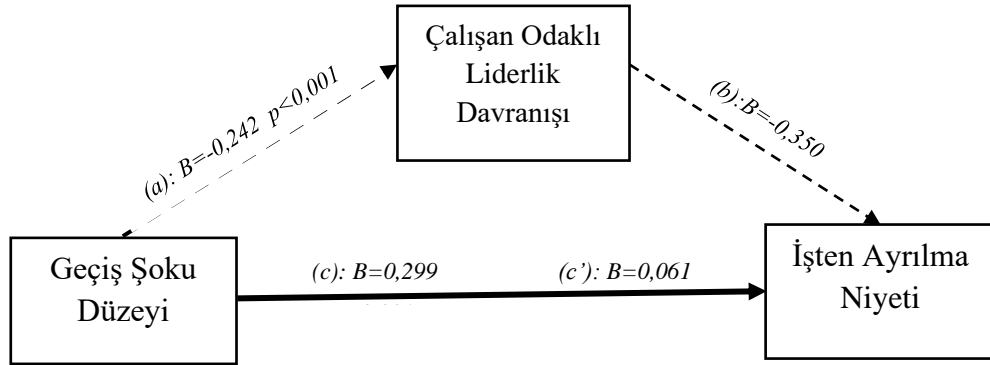 Çalışan Odaklı
Liderlik
Davranışı
(a): B=-0,242 p<0,001
(b):B=-0,350
Geçiş Şoku
Düzeyi
(c): B=0,299
(c’): B=0,061
İşten Ayrılma
Niyeti